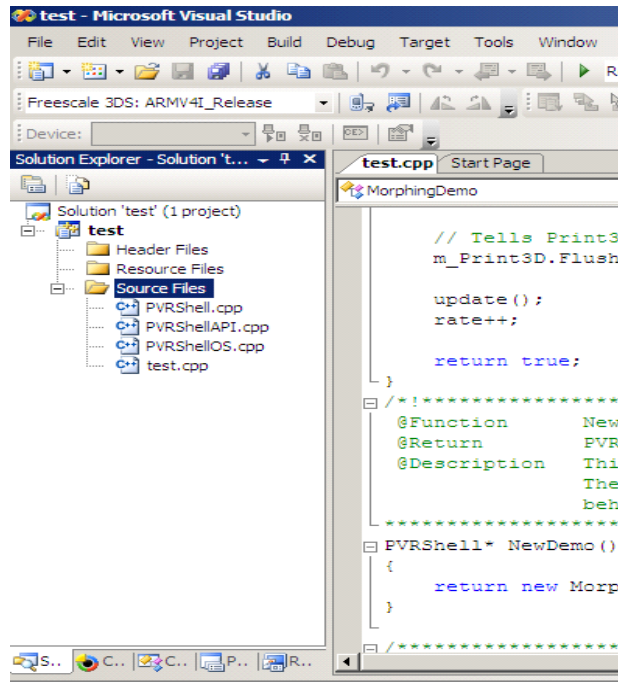 test - Microsoft Visual Studio
File Edit View Project Build Debug Target Tools Window
R
Freescale 3DS: ARMV4I_Release
Device:
Solution Explorer - Solution 't...
Solution 'test' (1 project)
test
Header Files
Resource Files
Source Files
PVRShell.cpp
PVRShellAPI.cpp
PVRShellOS.cpp
test.cpp
S.. C.. C.. P.. R..
test.cpp Start Page
MorphingDemo
// Tells Print3
m_Print3D.Flush
update();
rate++;
return true;
}
/*!*****************
@Function New
@Return PVR
@Description Thi
The
beh
*******************
PVRShell* NewDemo()
{
return new Morp
}
/******************